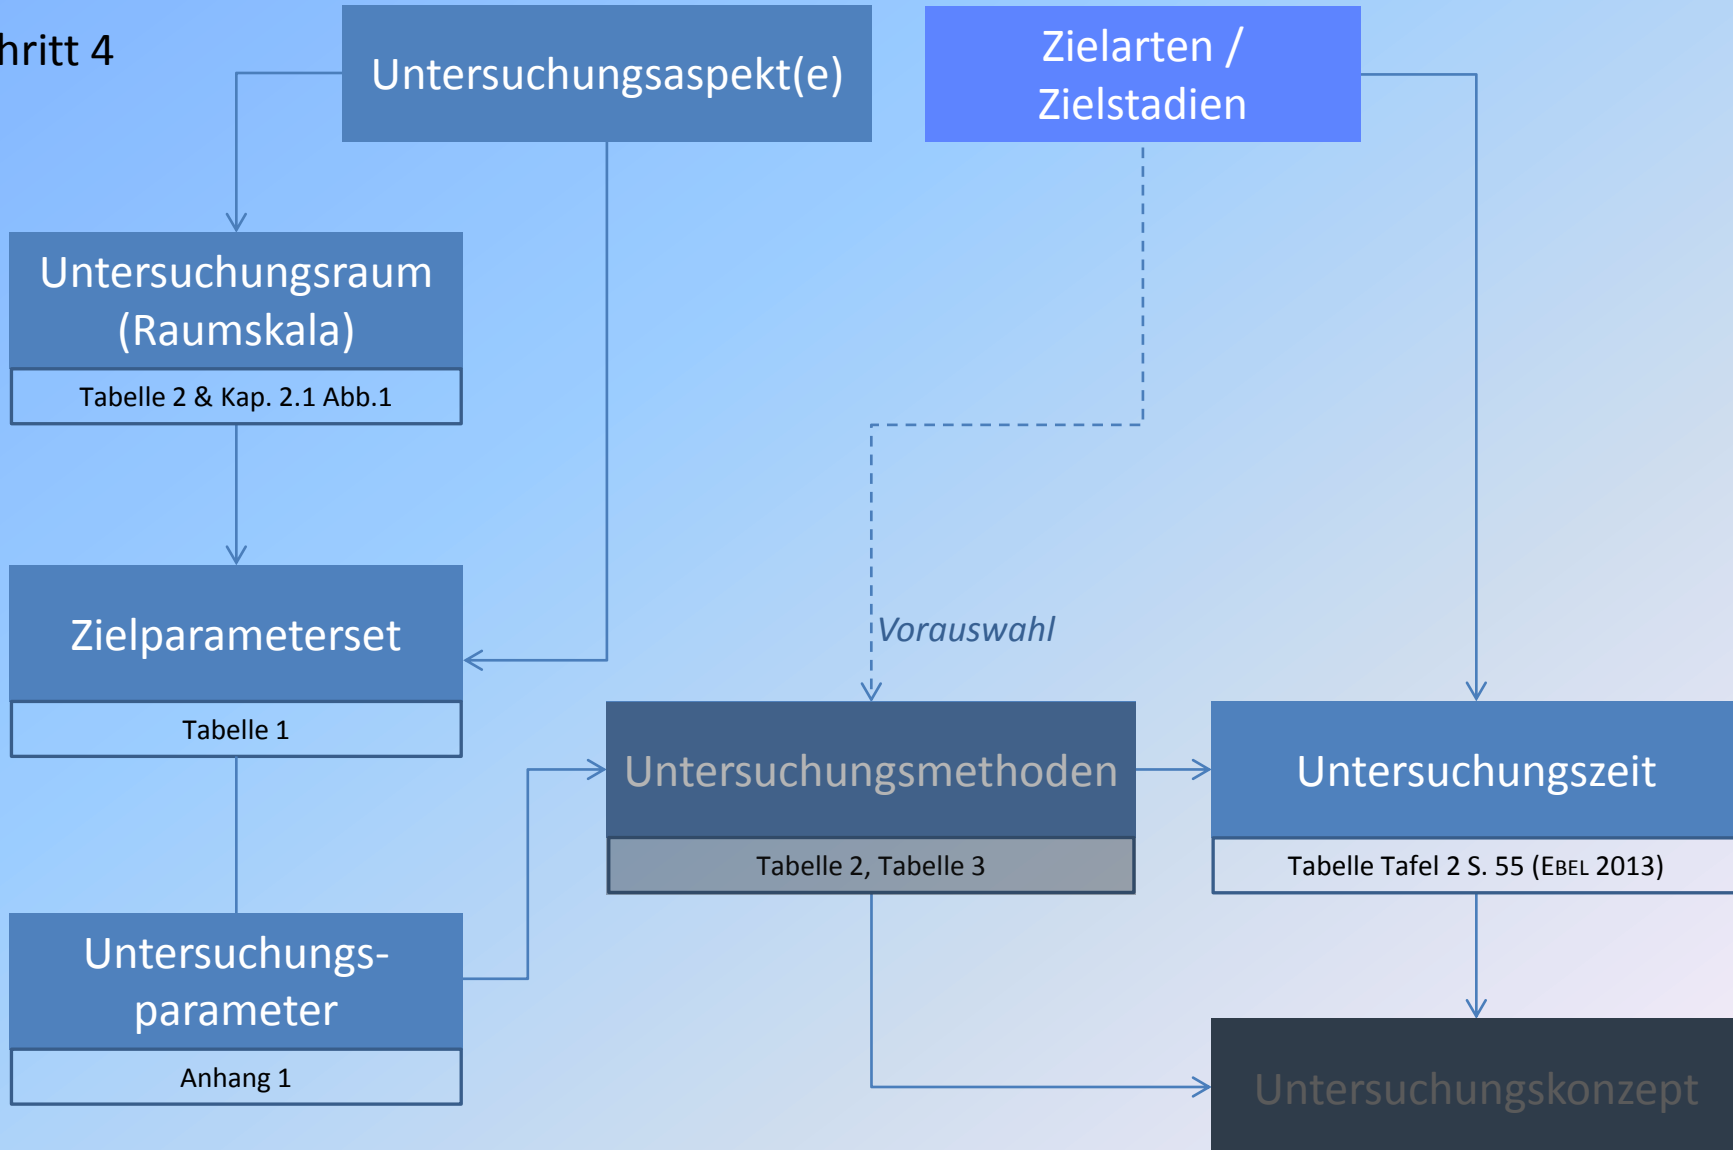 hritt 4
Untersuchungsaspekt(e)
Zielarten /
Zielstadien
Untersuchungsraum
(Raumskala)
Tabelle 2 & Kap. 2.1 Abb.1
Zielparameterset
Tabelle 1
Vorauswahl
Untersuchungsmethoden
Tabelle 2, Tabelle 3
Untersuchungszeit
Tabelle Tafel 2 S. 55 (EBEL 2013)
Untersuchungs-
parameter
Anhang 1
Untersuchungskonzept